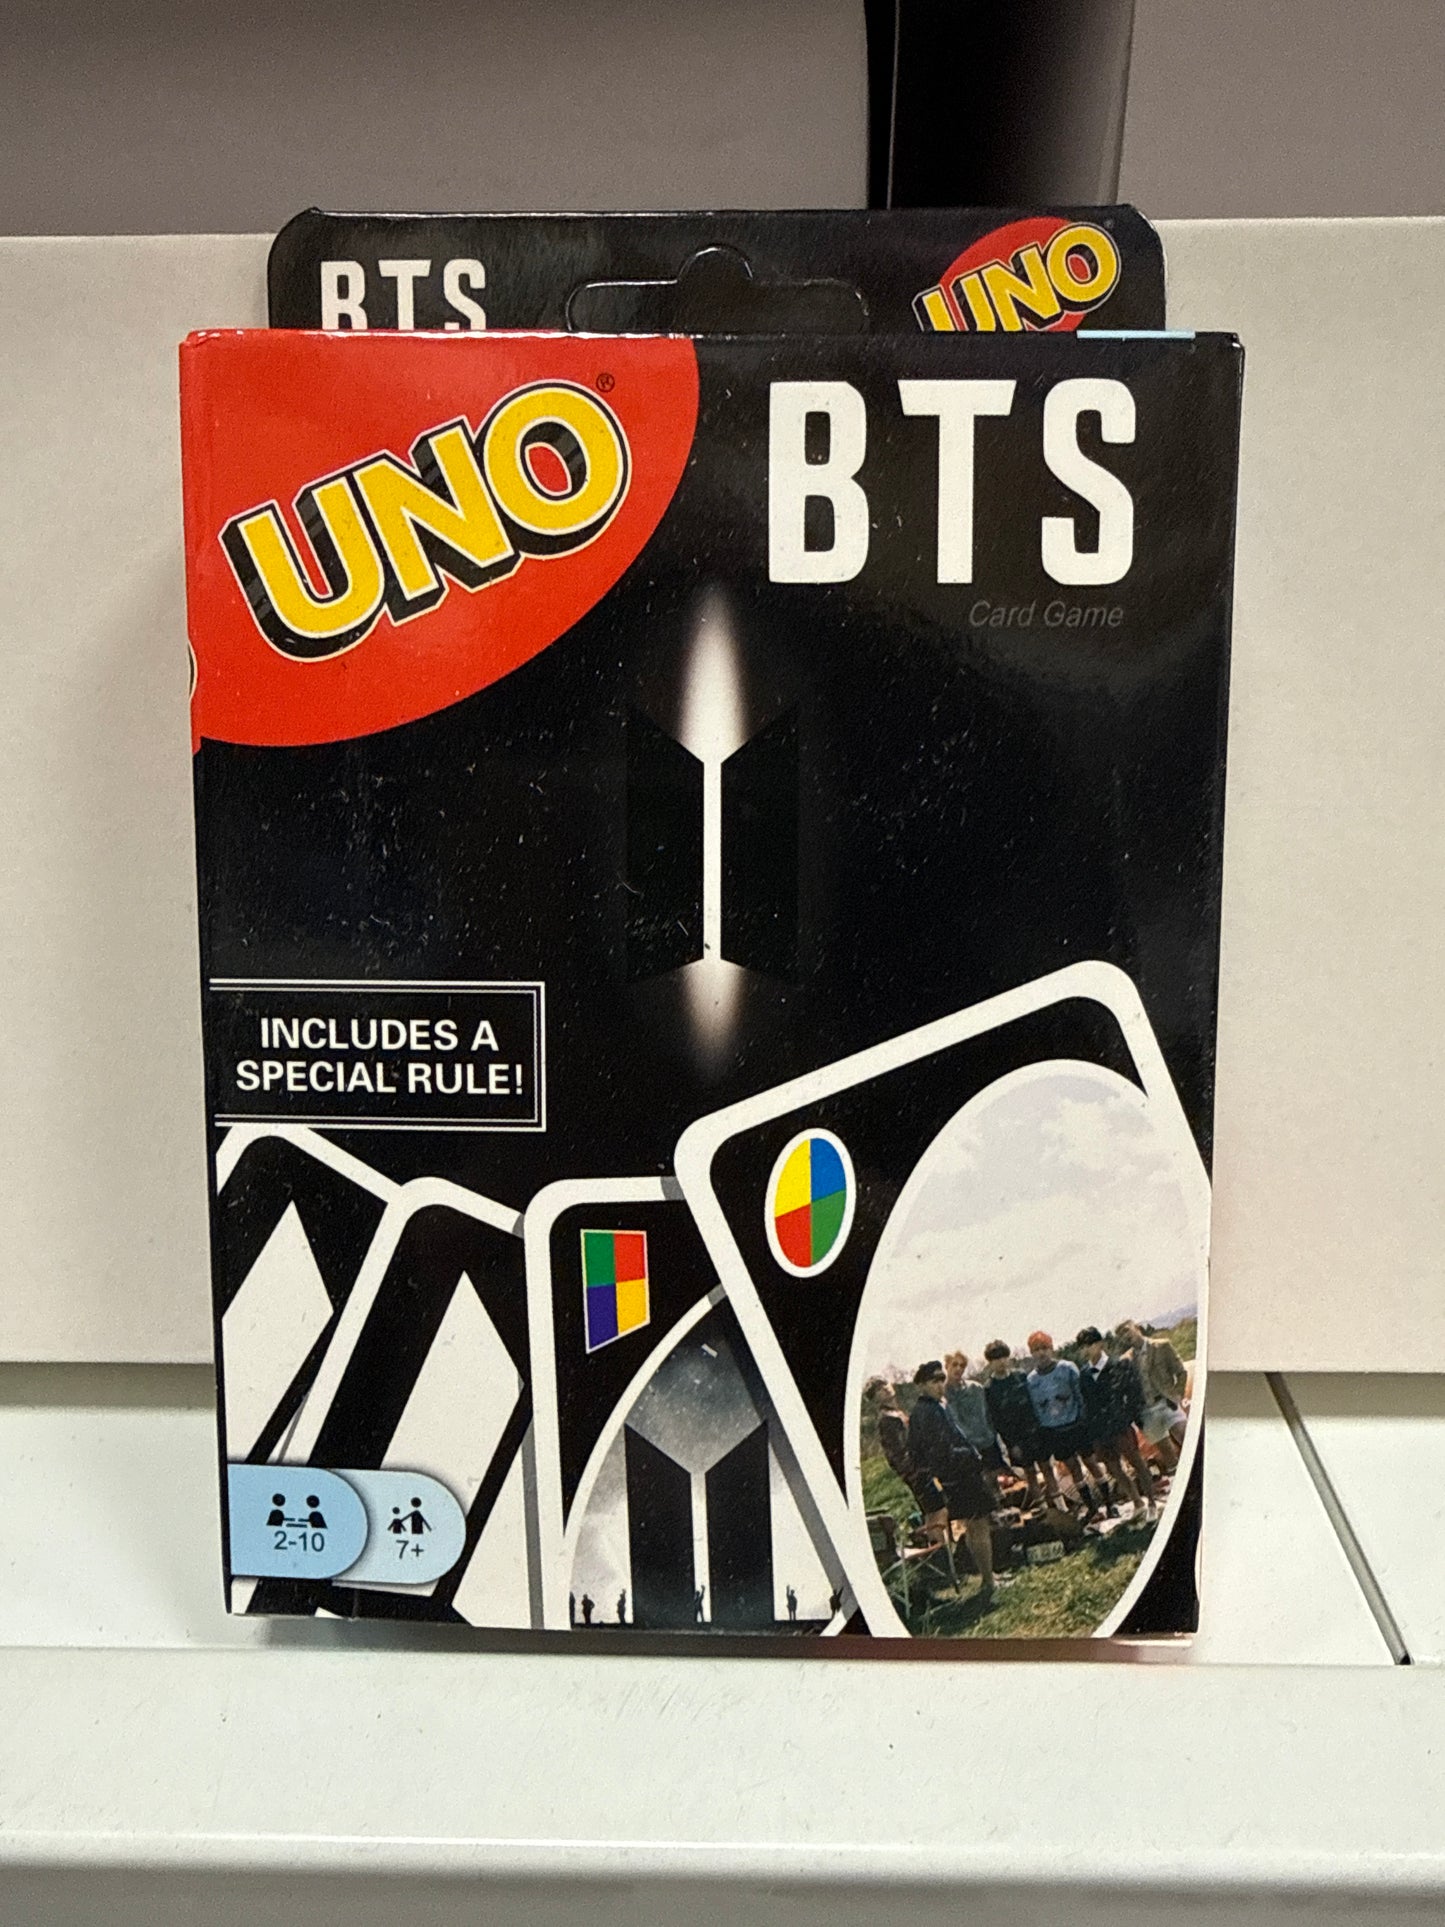 BTS
UNO
UNO®
BTS
Card Game
INCLUDES A
SPECIAL RULE!
2-10
7+